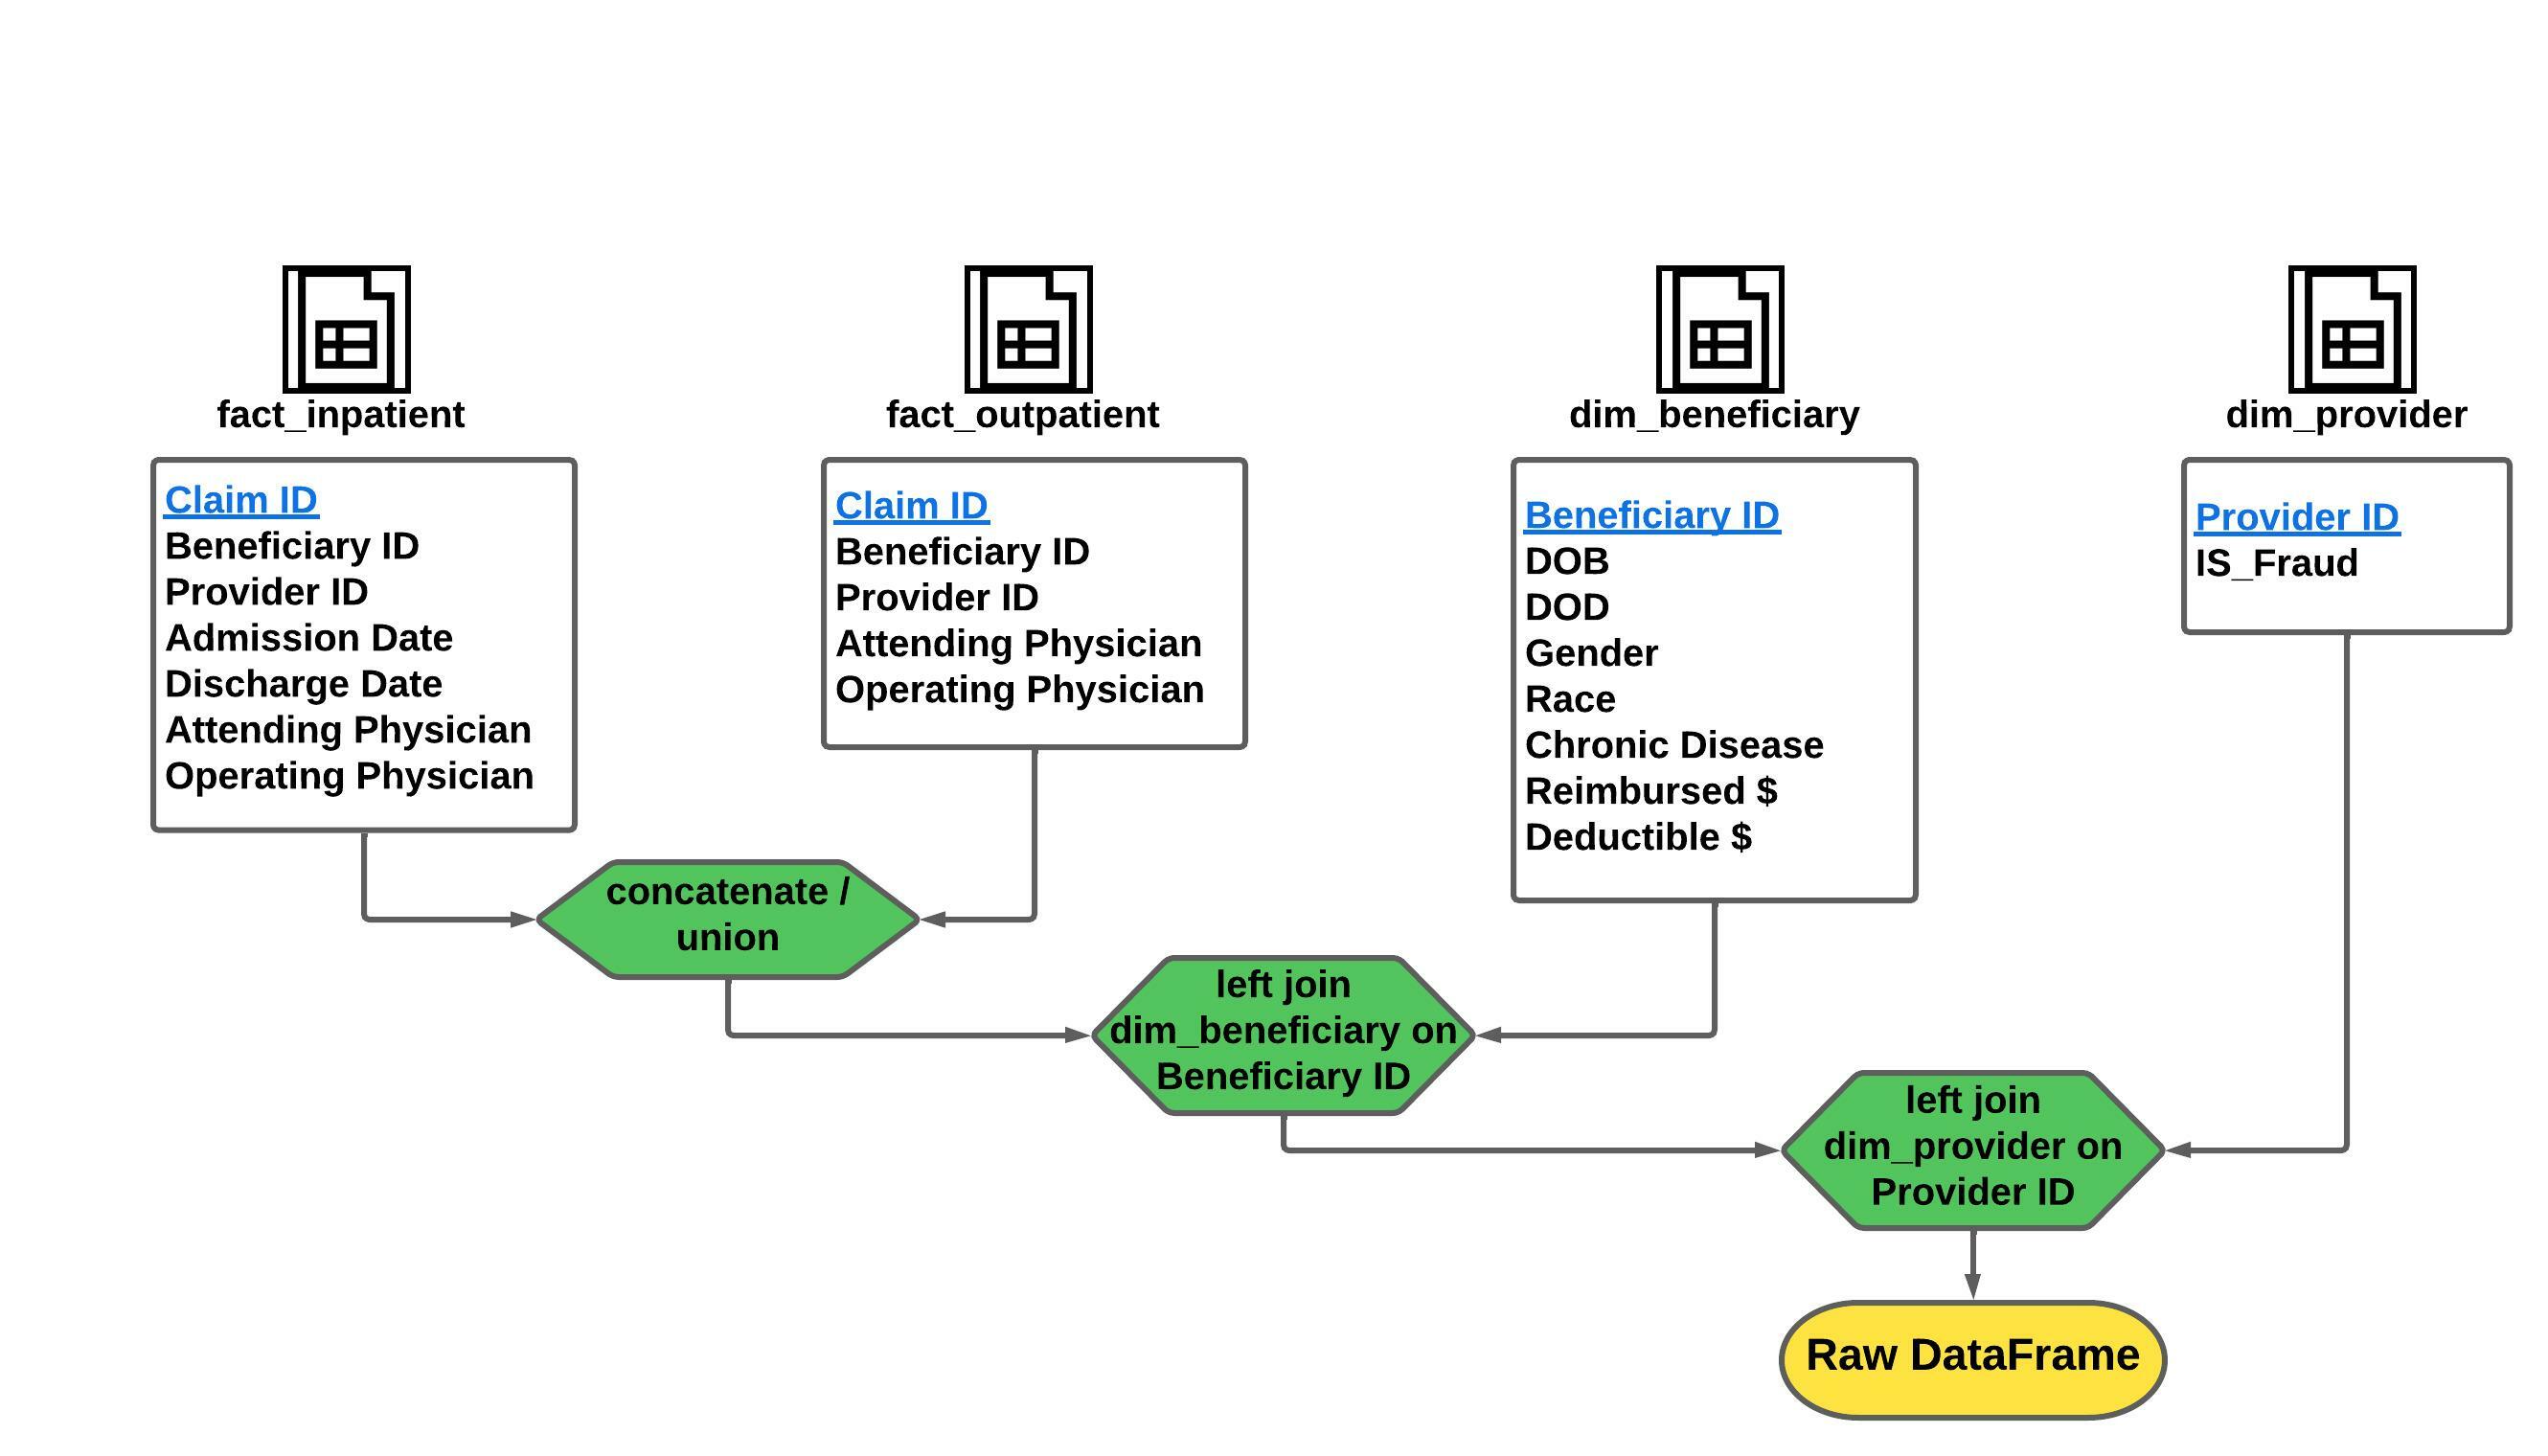 fact_inpatient
Claim ID
Beneficiary ID
Provider ID
Admission Date
Discharge Date
Attending Physician
Operating Physician
fact_outpatient
Claim ID
Beneficiary ID
Provider ID
Attending Physician
Operating Physician
dim_beneficiary
Beneficiary ID
DOB
DOD
Gender
Race
Chronic Disease
Reimbursed $
Deductible $
dim_provider
Provider ID
IS_Fraud
concatenate /
union
left join
dim_beneficiary on
Beneficiary ID
left join
dim_provider on
Provider ID
Raw DataFrame